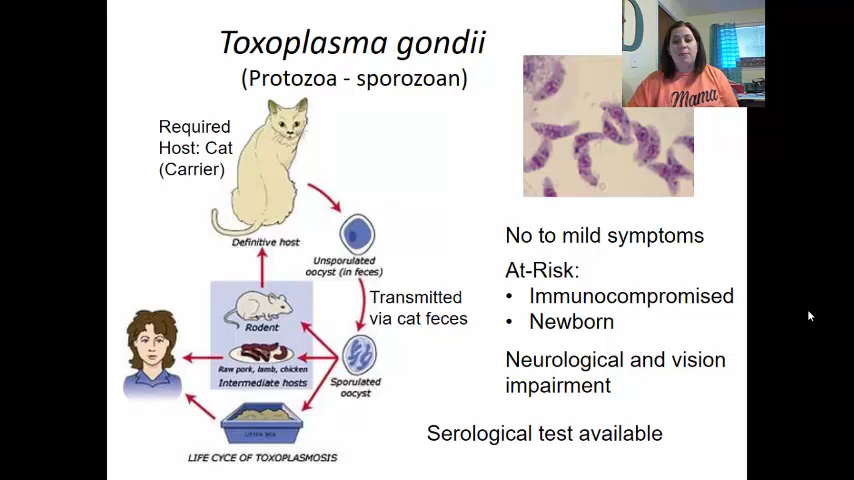 Toxoplasma gondii
(Protozoa - sporozoan)
Mama
Required
Host: Cat
(Carrier)
Definitive host
Unsporulated
oocyst (in feces)
Transmitted
via cat feces
Rodent
Raw pork, lamb, chicken
Intermediate hosts
Sporulated
oocyst
LITTER BOX
LIFE CYCE OF TOXOPLASMOSIS
No to mild symptoms
At-Risk:
• Immunocompromised
• Newborn
Neurological and vision
impairment
Serological test available